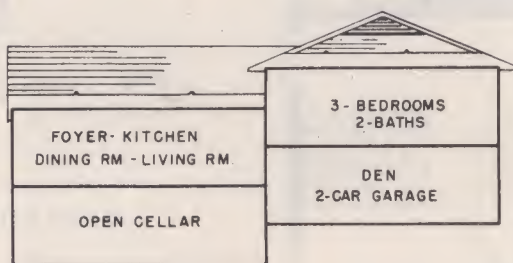 FOYER- KITCHEN
DINING RM - LIVING RM.
OPEN CELLAR
3- BEDROOMS
2-BATHS
DEN
2-CAR GARAGE